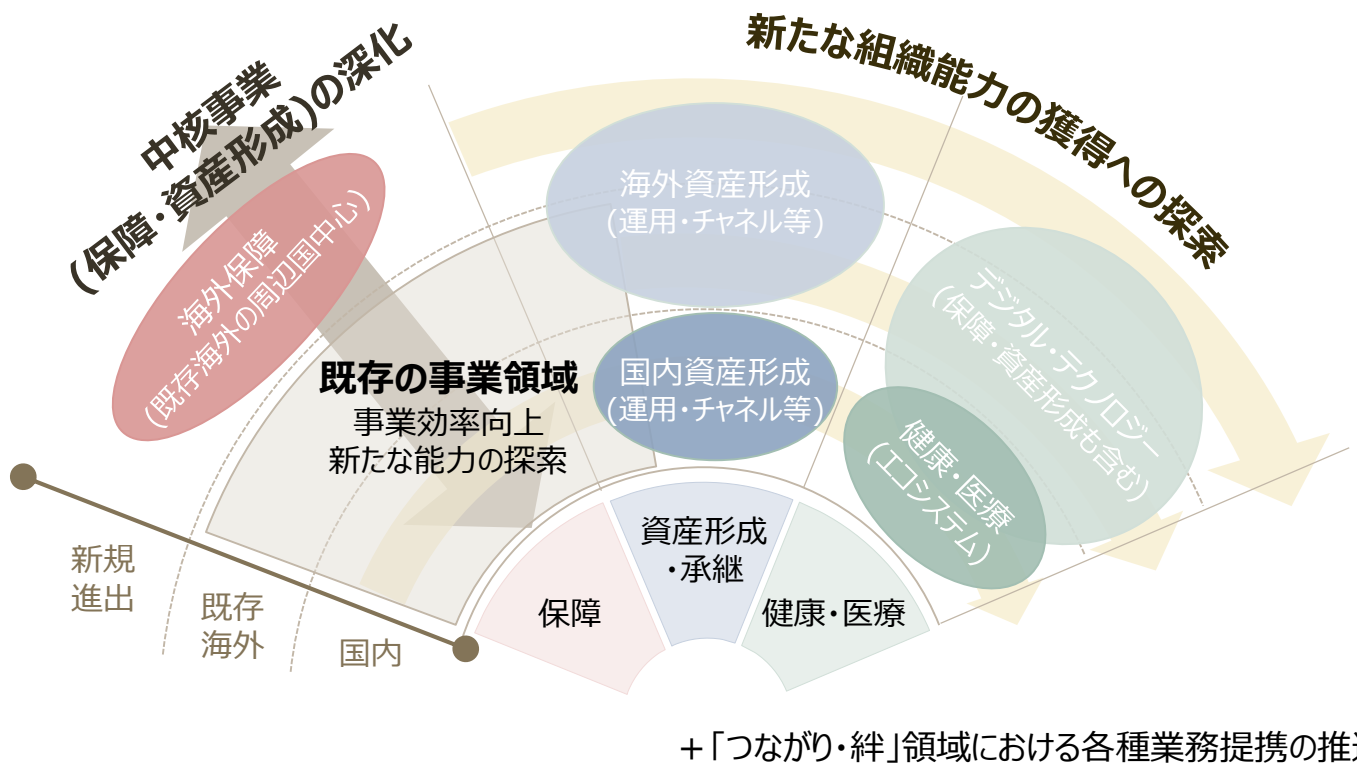 中核事業
(保障・資産形成)の深化
新たな組織能力の獲得への探索
海外保障
(既存海外の周辺国中心)
海外資産形成
(運用・チャネル等)
デジタル・テクノロジー
(保障・資産形成も含む)
既存の事業領域
事業効率向上
新たな能力の探索
国内資産形成
(運用・チャネル等)
健康・医療
(エコシステム)
新規
進出
既存
海外
国内
保障
資産形成
・承継
健康・医療
+「つながり・絆」領域における各種業務提携の推